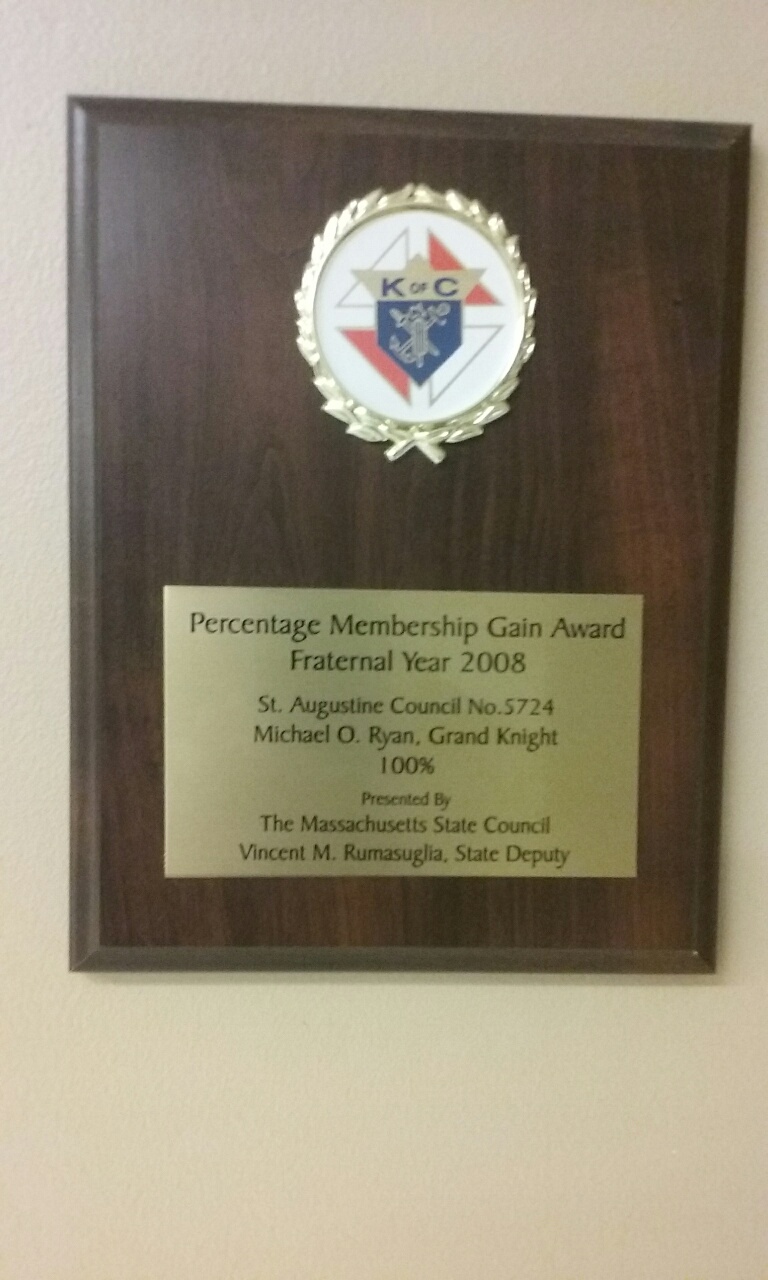 K OF C
Percentage Membership Gain Award
Fraternal Year 2008
St. Augustine Council No.5724
Michael O. Ryan, Grand Knight
100%
Presented By
The Massachusetts State Council
Vincent M. Rumasuglia, State Deputy